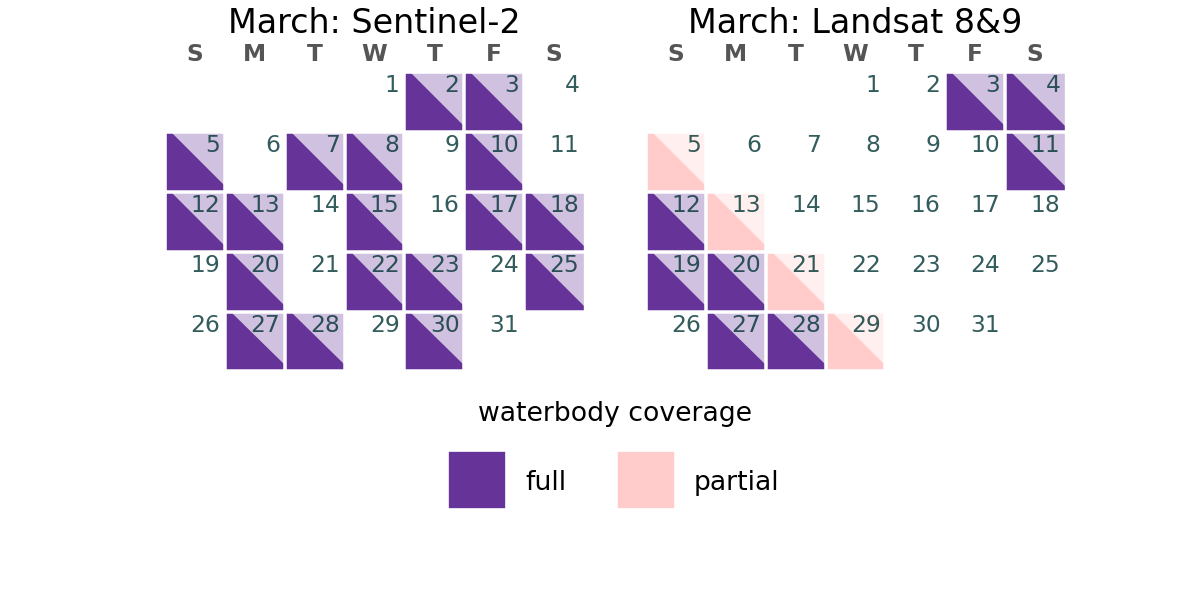 March: Sentinel-2
S M T W T F S
1 2 3 4
5 6 7 8 9 10 11
12 13 14 15 16 17 18
19 20 21 22 23 24 25
26 27 28 29 30 31
March: Landsat 8&9
S M T W T F S
1 2 3 4
5 6 7 8 9 10 11
12 13 14 15 16 17 18
19 20 21 22 23 24 25
26 27 28 29 30 31
waterbody coverage
full partial